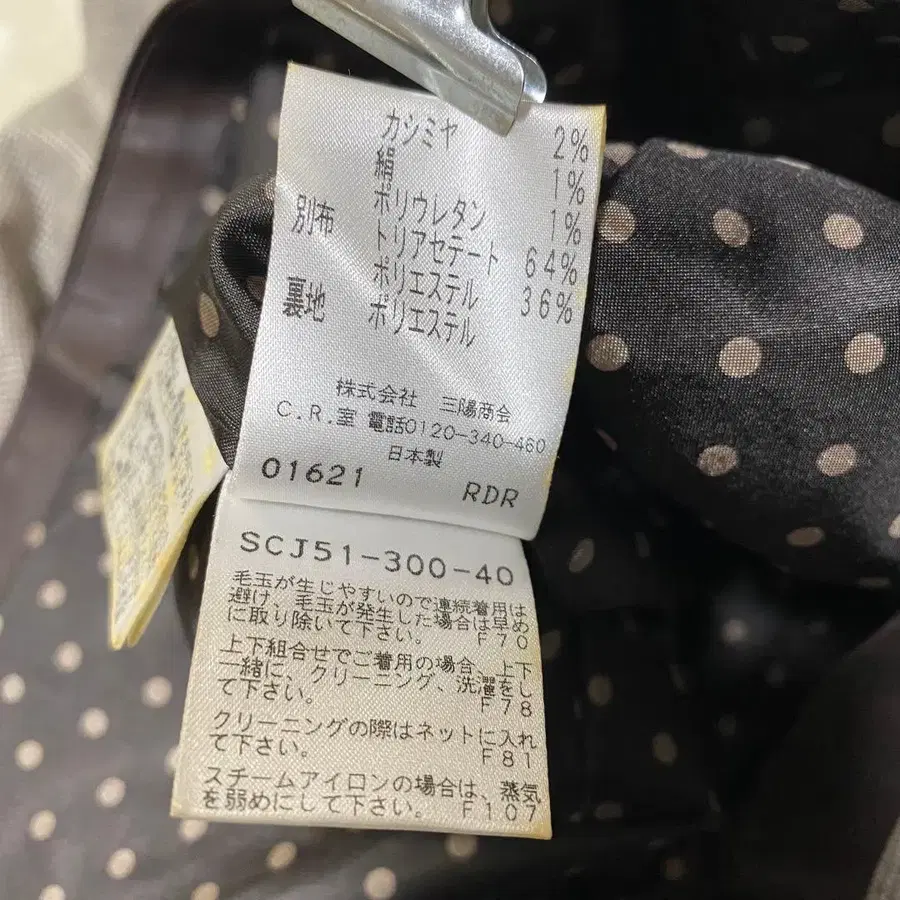 カシミヤ 2%
絹 1%
ポリウレタン 1%
別布 トリアセテート 64%
ポリエステル 36%
裏地 ポリエステル
株式会社 三陽商会
C.R.室 電話0120-340-460
日本製
01621 RDR
SCJ51-300-40
毛玉が生じやすいので連続着用は
避け、毛玉が発生した場合は早め
に取り除いて下さい。 F70
上下組合せでご着用の場合、上下
一緒に、クリーニング、洗濯をし
て下さい。 F78
クリーニングの際はネットに入れ
て下さい。 F81
スチームアイロンの場合は、蒸気
を弱めにして下さい。 F107